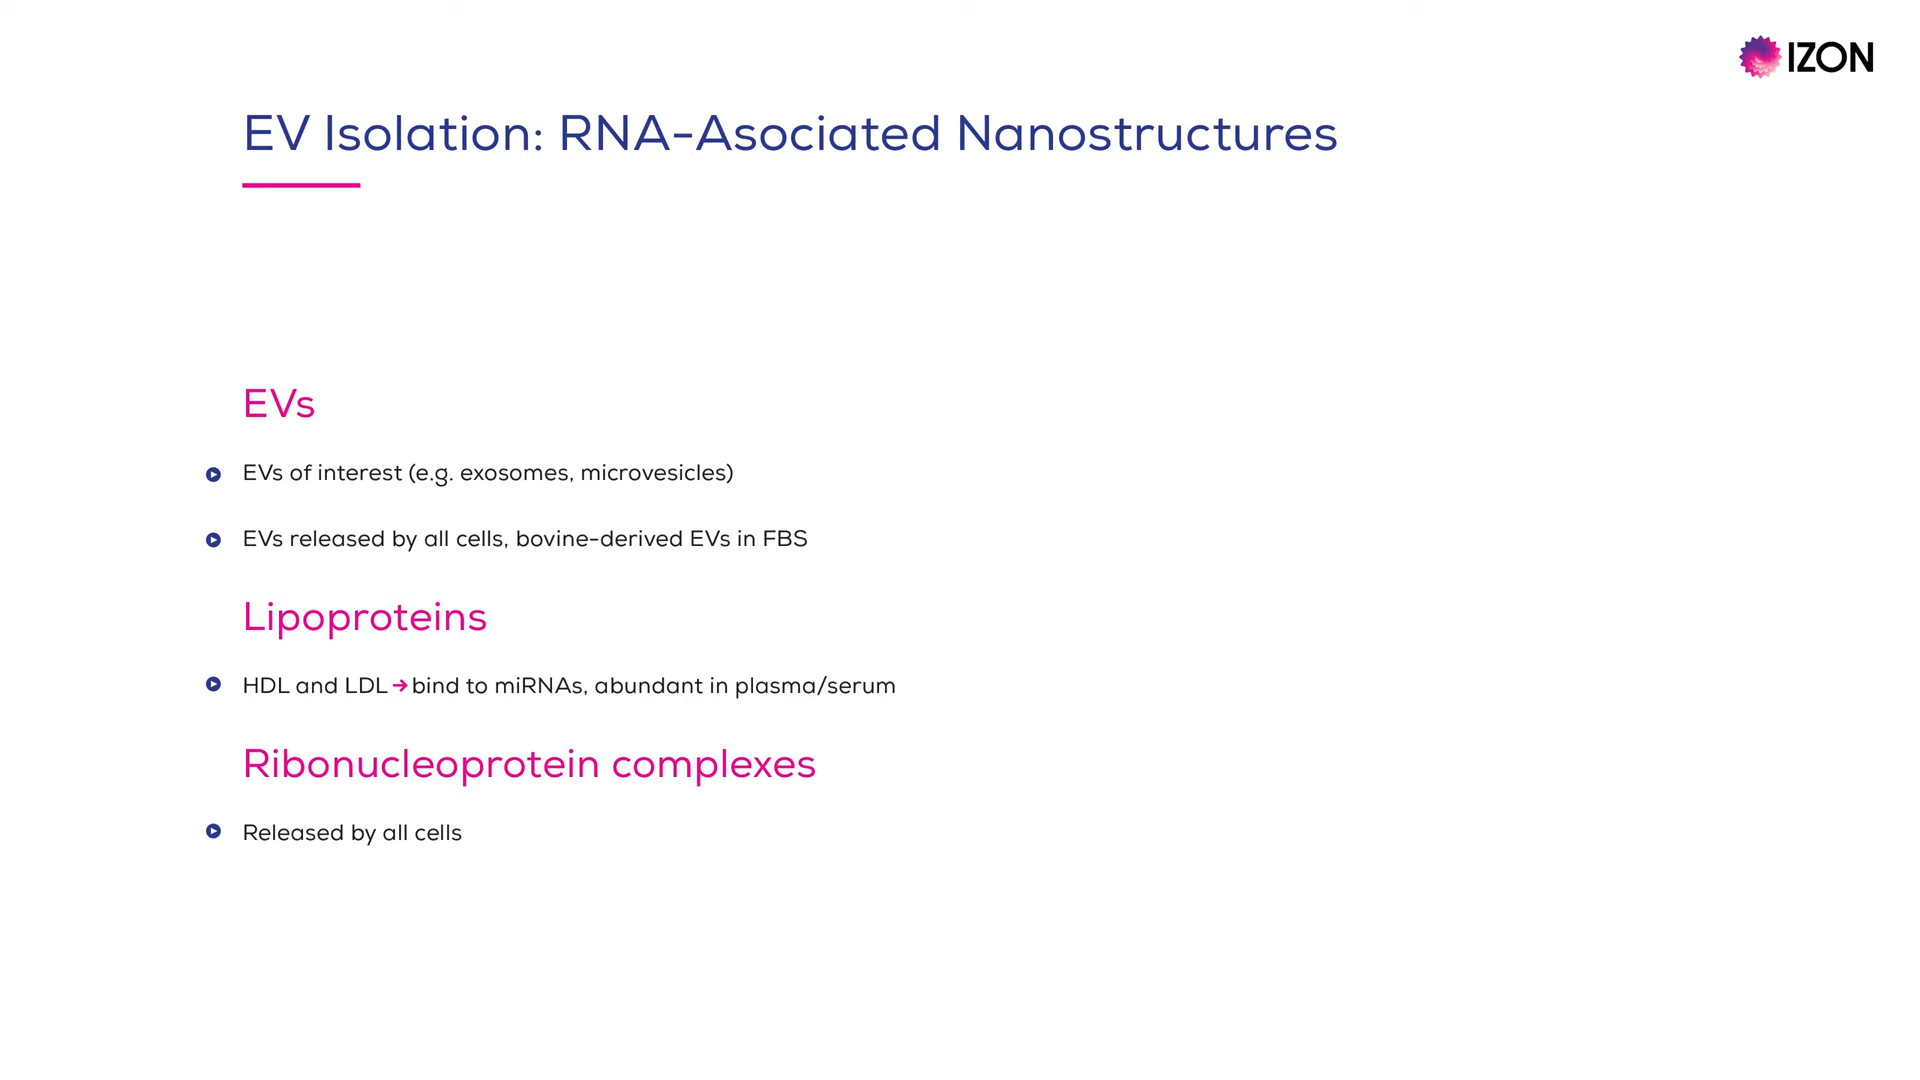 IZON
EV Isolation: RNA-Asociated Nanostructures
EVs
EVs of interest (e.g. exosomes, microvesicles)
EVs released by all cells, bovine-derived EVs in FBS
Lipoproteins
HDL and LDL → bind to miRNAs, abundant in plasma/serum
Ribonucleoprotein complexes
Released by all cells